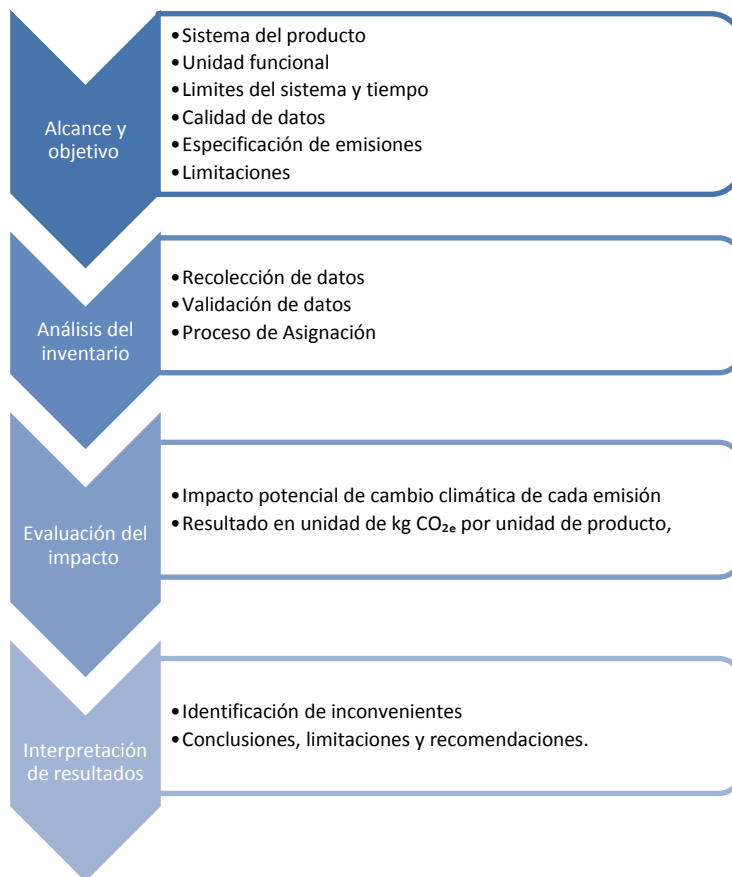 Alcance y
objetivo
•Sistema del producto
•Unidad funcional
•Limites del sistema y tiempo
•Calidad de datos
•Especificación de emisiones
•Limitaciones
Análisis del
inventario
•Recolección de datos
•Validación de datos
•Proceso de Asignación
Evaluación del
impacto
•Impacto potencial de cambio climática de cada emisión
•Resultado en unidad de kg CO₂ₑ por unidad de producto,
Interpretación
de resultados
•Identificación de inconvenientes
•Conclusiones, limitaciones y recomendaciones.